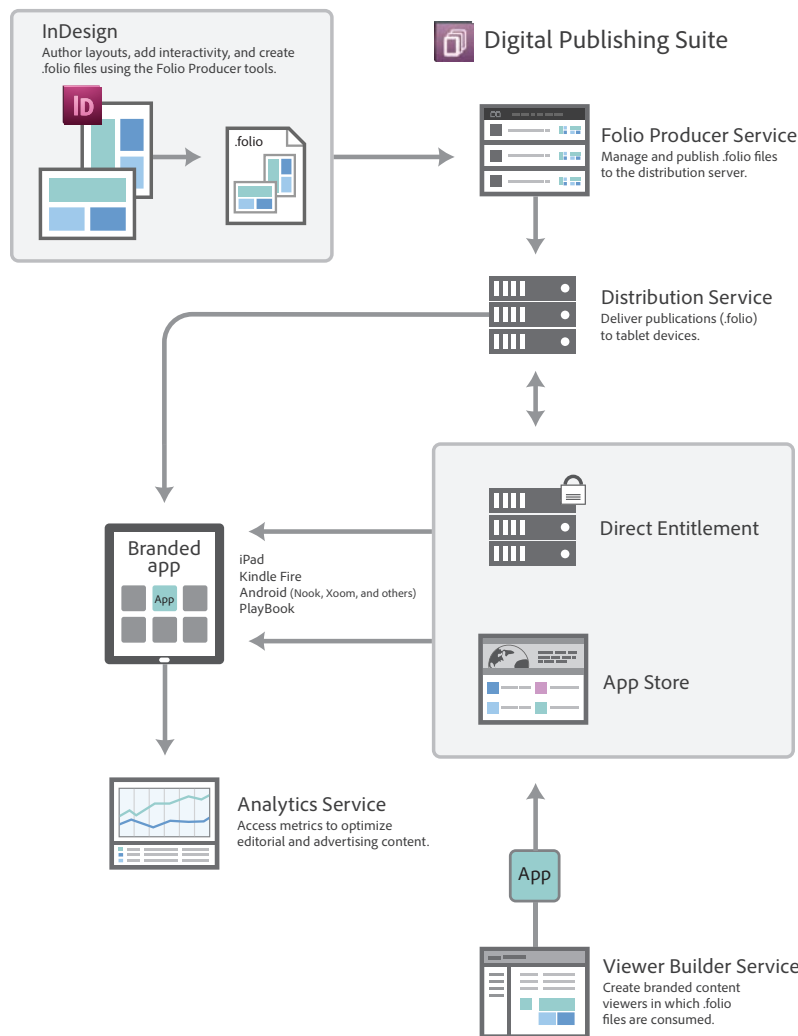 InDesign
Author layouts, add interactivity, and create
.folio files using the Folio Producer tools.
ID
.folio
Digital Publishing Suite
Folio Producer Service
Manage and publish .folio files
to the distribution server.
Distribution Service
Deliver publications (.folio)
to tablet devices.
Direct Entitlement
Branded
app
App
iPad
Kindle Fire
Android (Nook, Xoom, and others)
PlayBook
App Store
Analytics Service
Access metrics to optimize
editorial and advertising content.
App
Viewer Builder Service
Create branded content
viewers in which .folio
files are consumed.